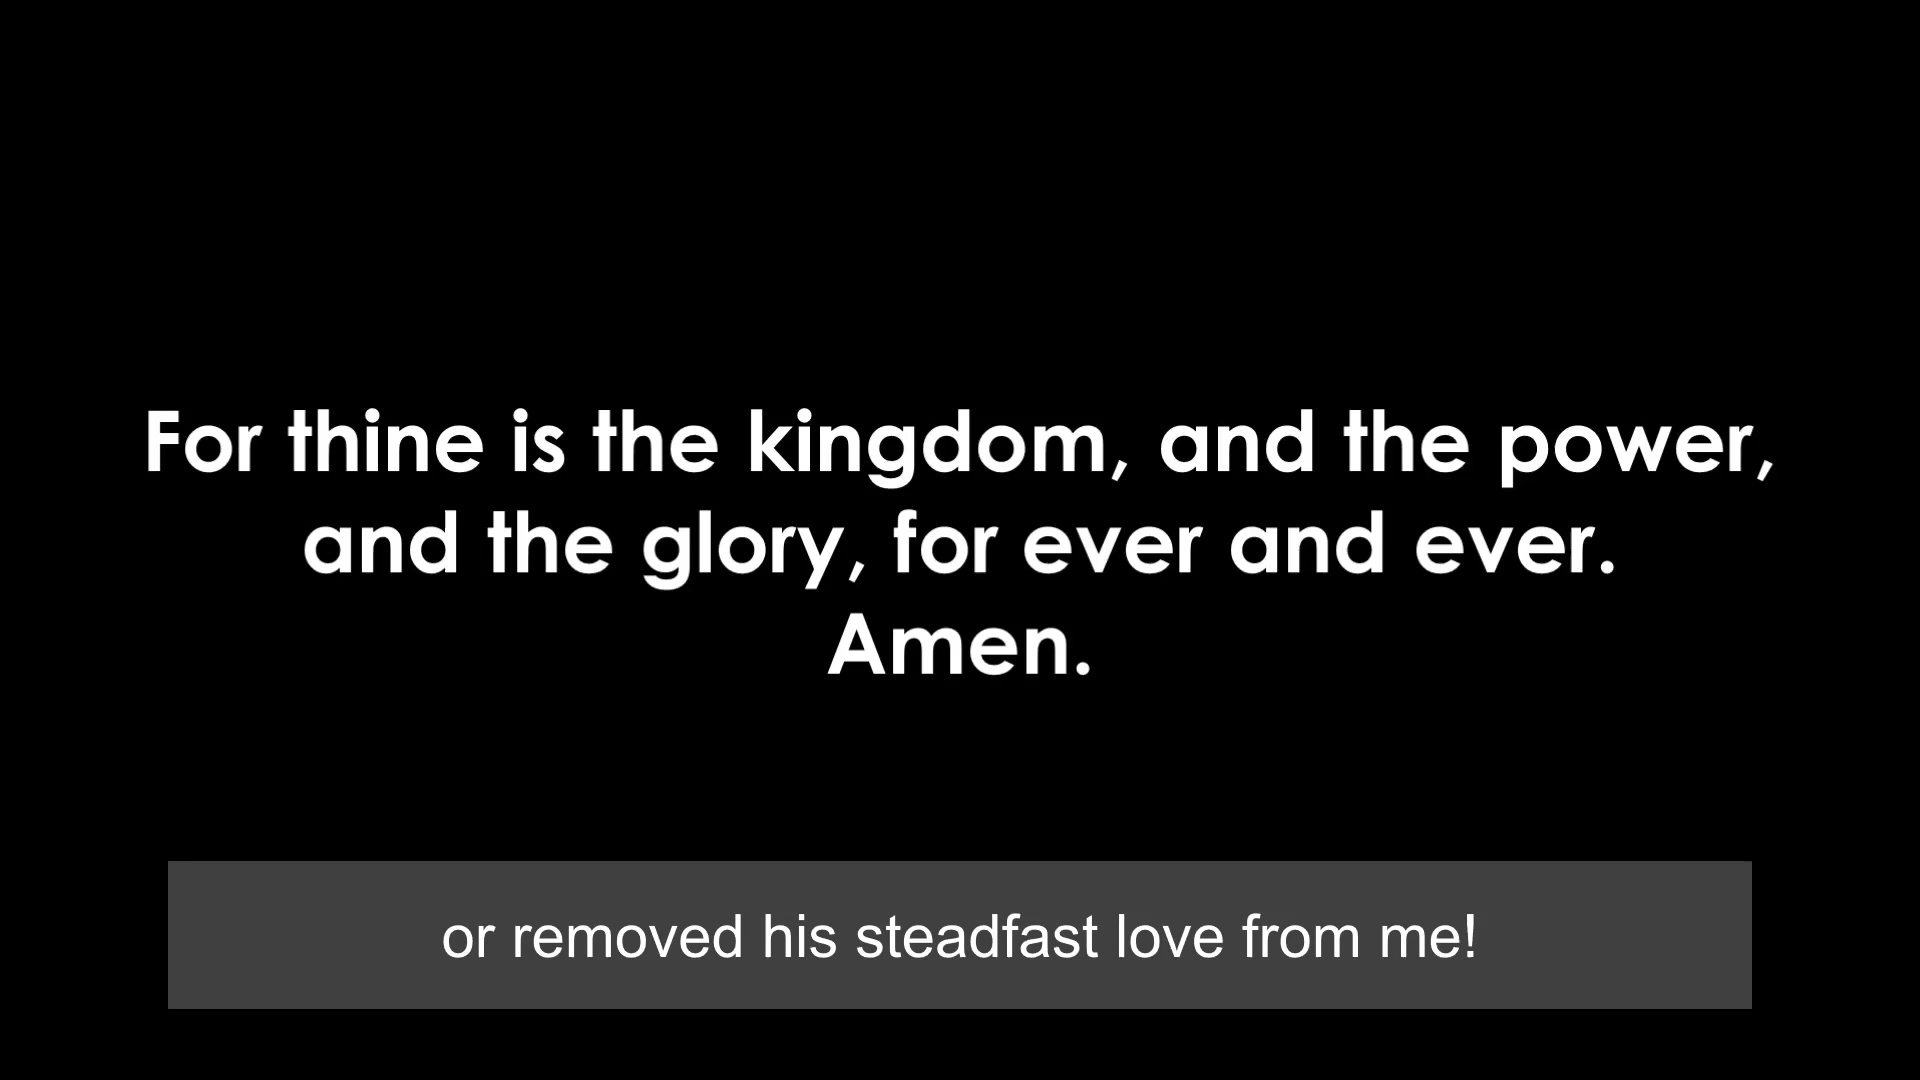 For thine is the kingdom, and the power,
and the glory, for ever and ever.
Amen.
or removed his steadfast love from me!